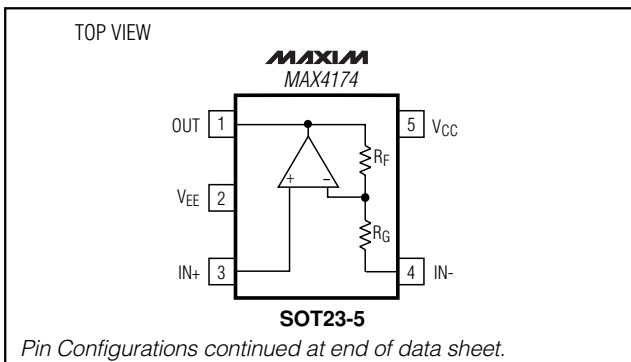 TOP VIEW
MAXIM
MAX4174
OUT 1 5 VCC
RF
+ −
VEE 2
RG
IN+ 3 4 IN-
SOT23-5
Pin Configurations continued at end of data sheet.